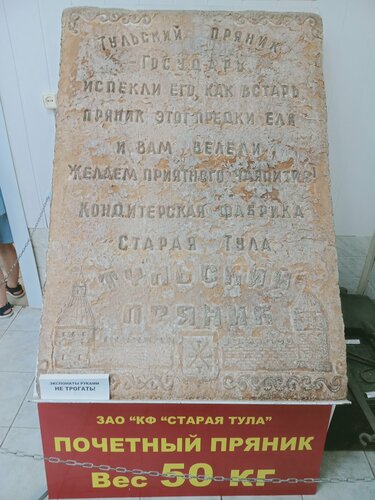 Тульский пряник
Государь
испекли его, как встарь
пряник этот предки ели
и вам велели
Желаем приятного чаепития!
Кондитерская фабрика
Старая Тула
ТУЛЬСКИЙ
ПРЯНИК
ЭКСПОНАТЫ РУКАМИ
НЕ ТРОГАТЬ!
ЗАО "КФ "СТАРАЯ ТУЛА"
ПОЧЕТНЫЙ ПРЯНИК
Вес 50 кг